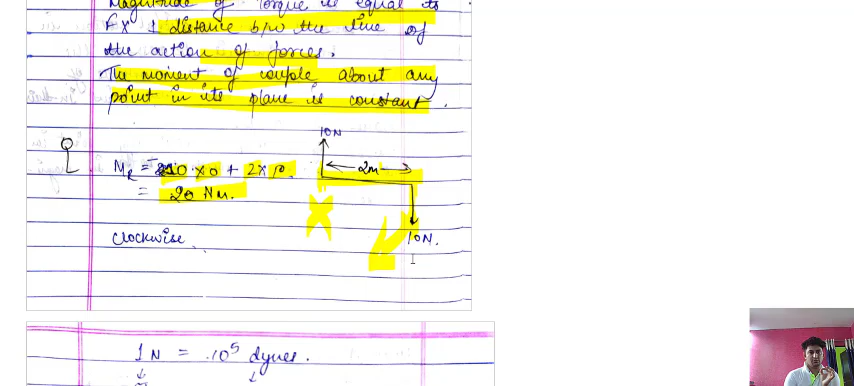 Magnitude of Torque is equal to
F x ⊥ distance b/w the line of
the action of forces.
The moment of couple about any
point in its plane is constant.
10N
Q
M_R = 10 x 0 + 2 x 10.
← 2m →
= 20 Nm.
clockwise
10N.
1 N = 10⁵ dynes.